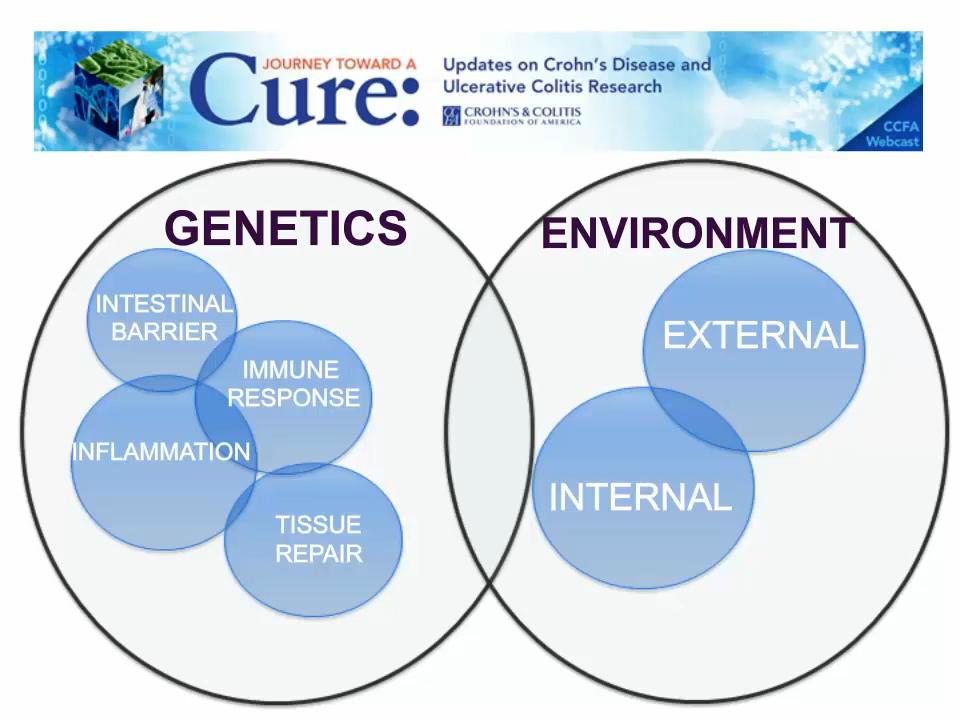 JOURNEY TOWARD A
Cure:
Updates on Crohn's Disease and
Ulcerative Colitis Research
CROHN'S & COLITIS
FOUNDATION OF AMERICA
CCFA
Webcast
GENETICS
INTESTINAL
BARRIER
IMMUNE
RESPONSE
INFLAMMATION
TISSUE
REPAIR
ENVIRONMENT
EXTERNAL
INTERNAL